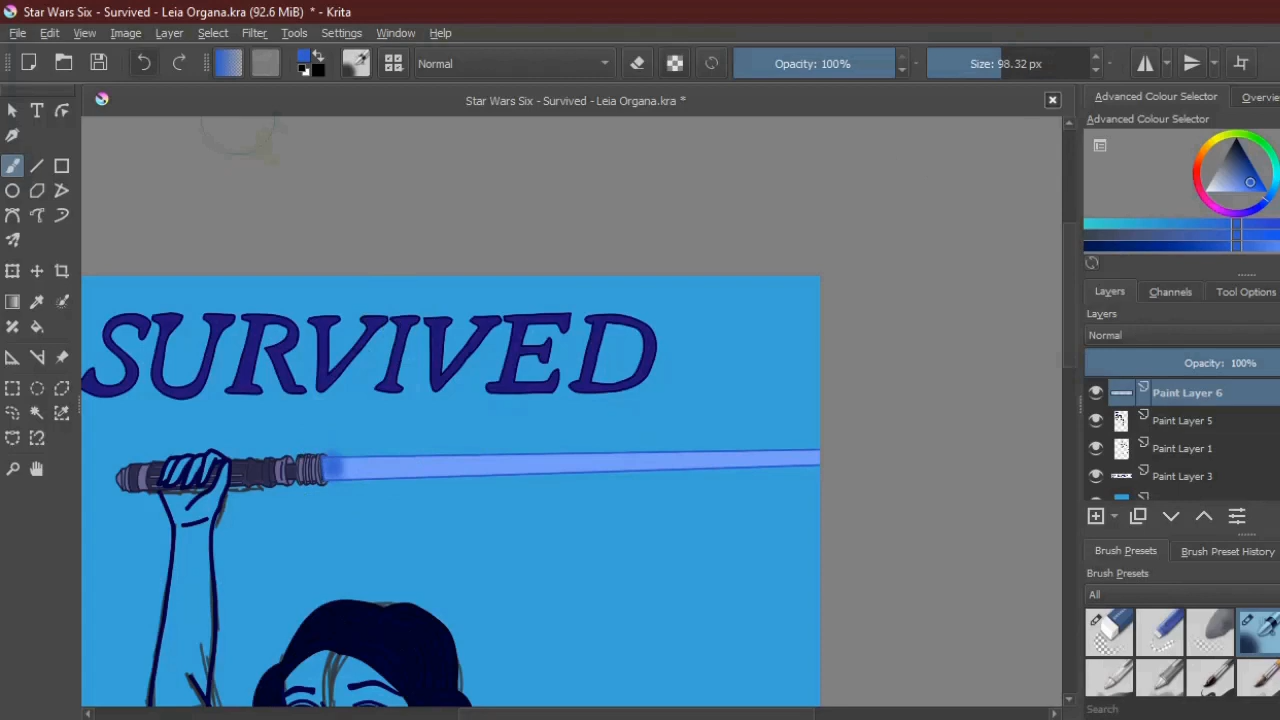 Star Wars Six - Survived - Leia Organa.kra (92.6 MiB) * - Krita
File Edit View Image Layer Filter Select Tools Settings Window Help
Normal Opacity: 100% Size: 98.32 px
Star Wars Six - Survived - Leia Organa.kra *
Advanced Colour Selector Overvie
Advanced Colour Selector
SURVIVED
Layers Channels Tool Options
Layers
Normal
Opacity: 100%
Paint Layer 6
Paint Layer 5
Paint Layer 1
Paint Layer 3
Brush Presets Brush Preset History
Brush Presets
All
Search